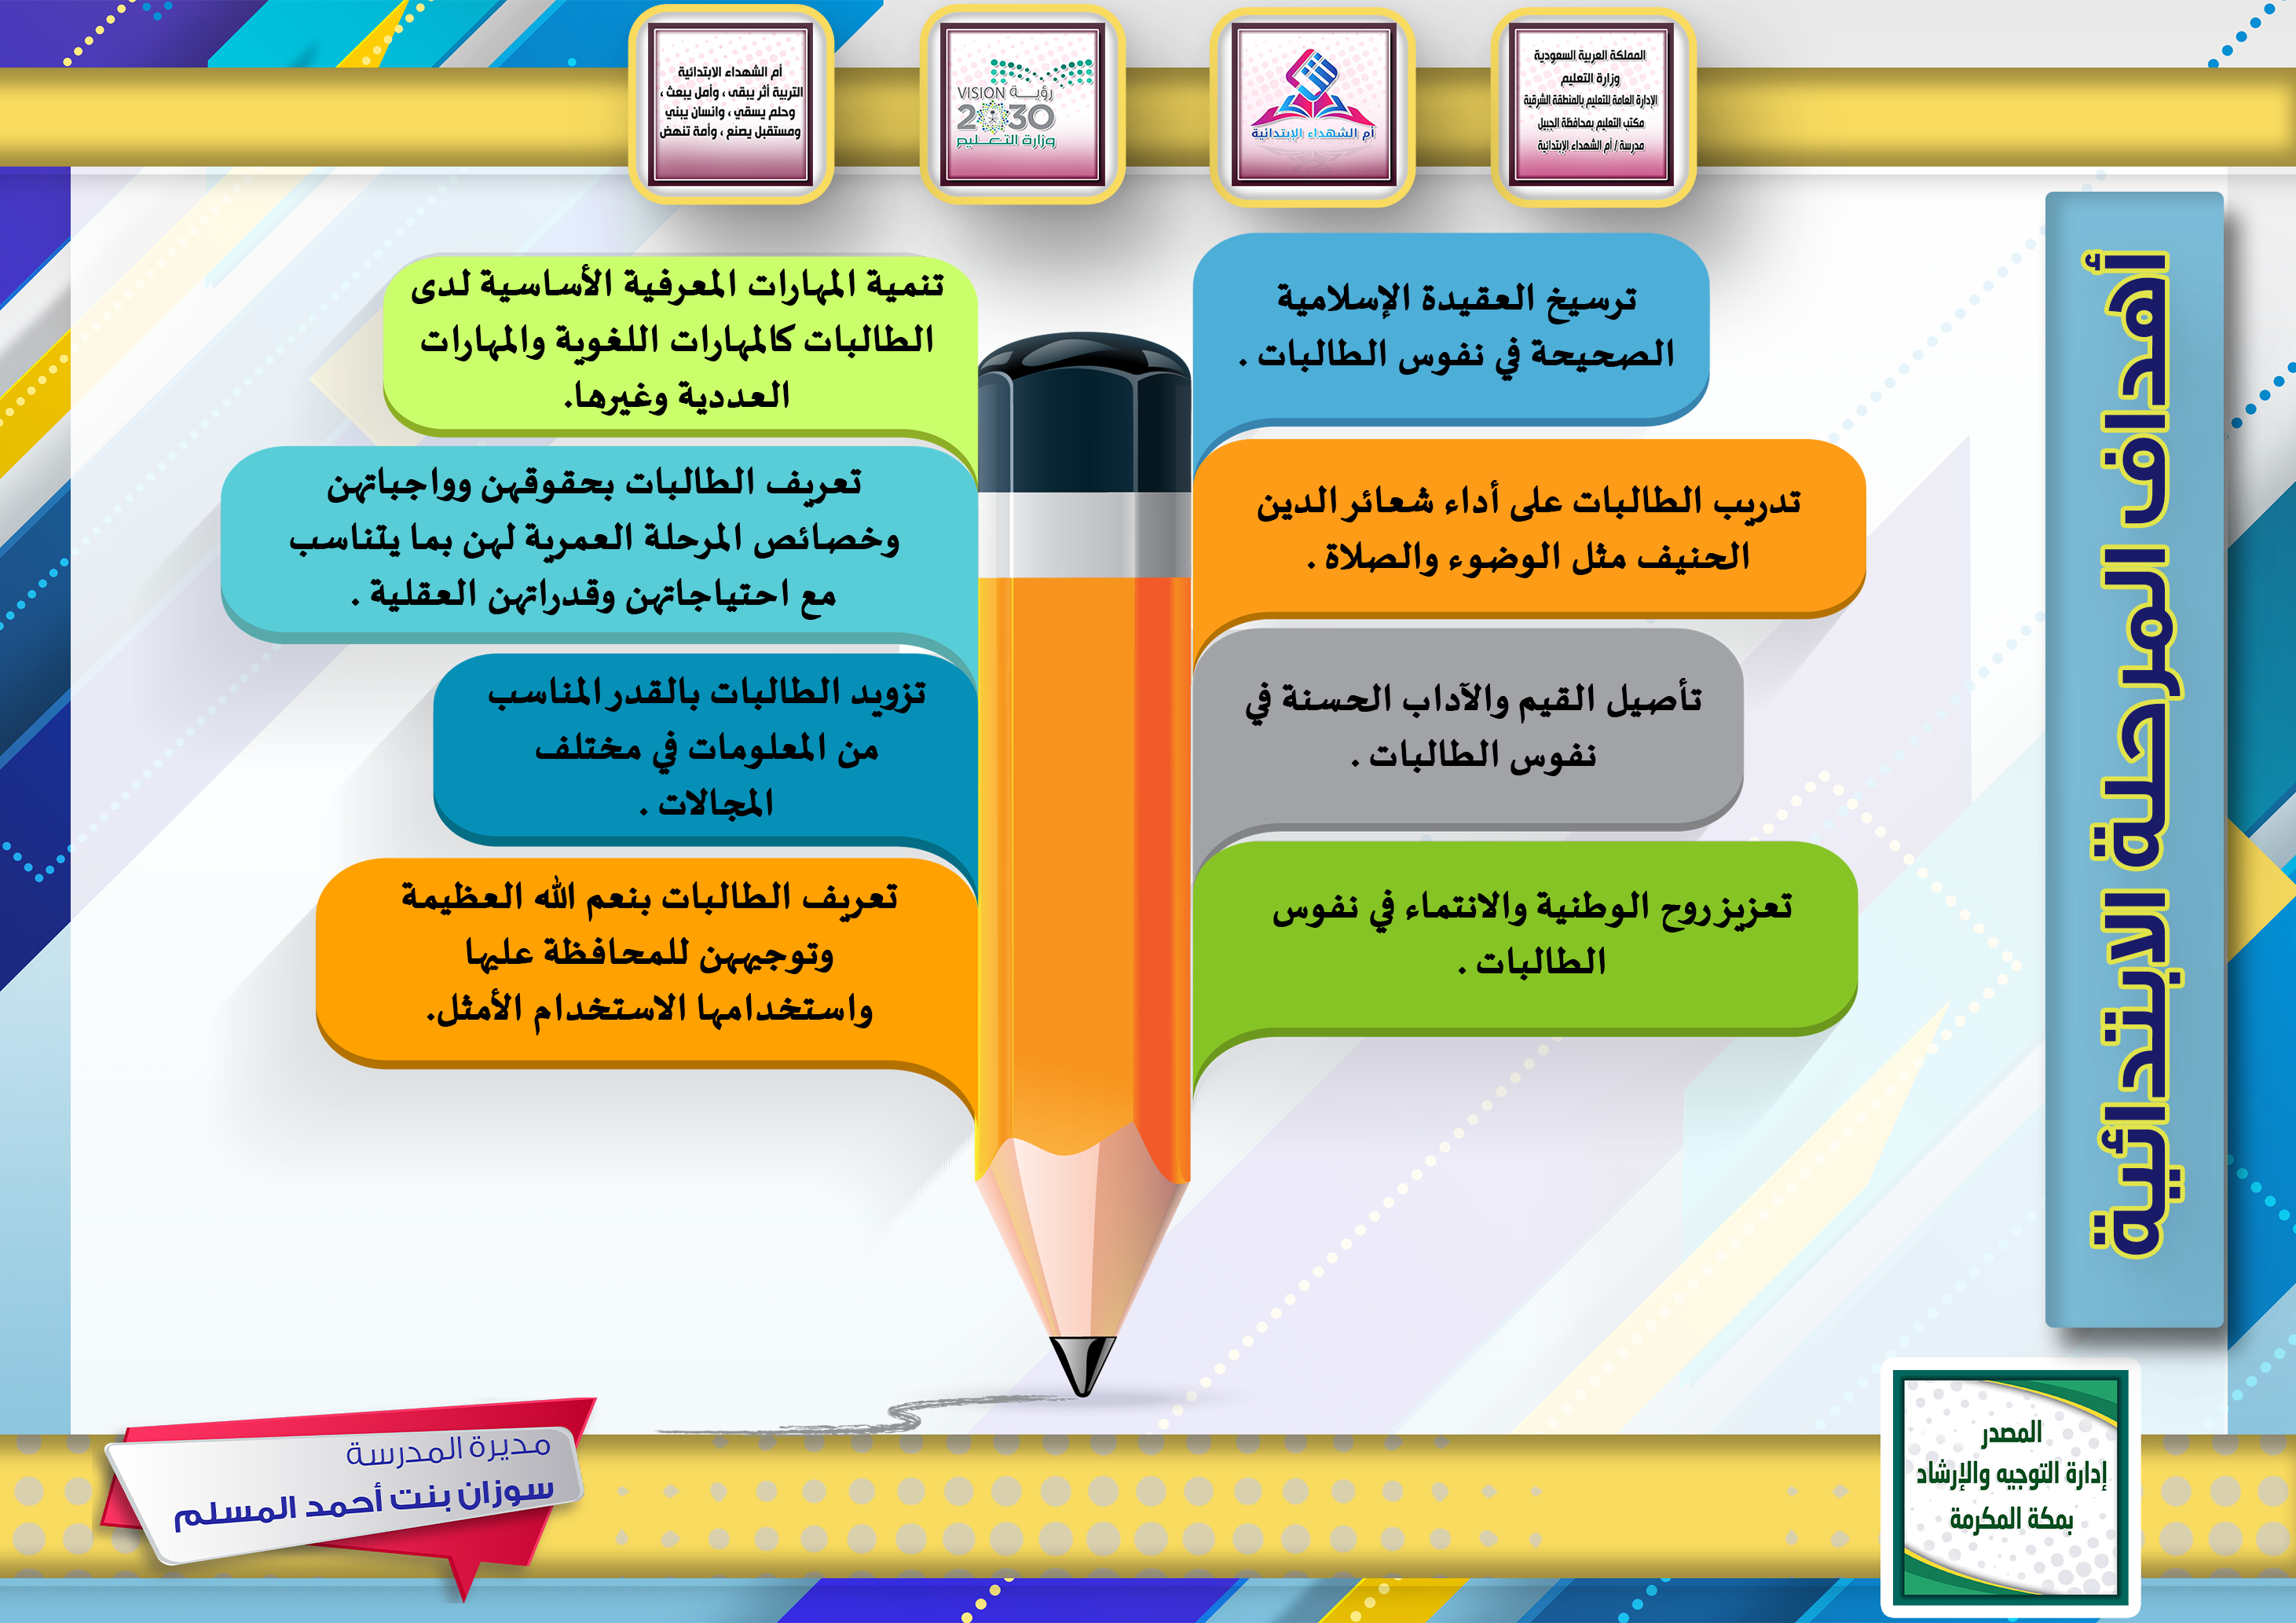 المملكة العربية السعودية
وزارة التعليم
الإدارة العامة للتعليم بالمنطقة الشرقية
مكتب التعليم بمحافظة الجبيل
مدرسة / أم الشهداء الإبتدائية
أم الشهداء الإبتدائية
رؤيـــة VISION
2030
وزارة التعـــليم
أم الشهداء الابتدائية
التربية أثر يبقى ، وأمل يبعث ،
وحلم يسقي ، وانسان يبني
ومستقبل يصنع ، وأمة تنهض
أهداف المرحلة الابتدائية
ترسيخ العقيدة الإسلامية
الصحيحة في نفوس الطالبات .
تدريب الطالبات على أداء شعائر الدين
الحنيف مثل الوضوء والصلاة .
تأصيل القيم والآداب الحسنة في
نفوس الطالبات .
تعزيز روح الوطنية والانتماء في نفوس
الطالبات .
تنمية المهارات المعرفية الأساسية لدى
الطالبات كالمهارات اللغوية والمهارات
العددية وغيرها.
تعريف الطالبات بحقوقهن وواجباتهن
وخصائص المرحلة العمرية لهن بما يتناسب
مع احتياجاتهن وقدراتهن العقلية .
تزويد الطالبات بالقدر المناسب
من المعلومات في مختلف
المجالات .
تعريف الطالبات بنعم الله العظيمة
وتوجيههن للمحافظة عليها
واستخدامها الاستخدام الأمثل.
المصدر
إدارة التوجيه والإرشاد
بمكة المكرمة
مديرة المدرسة
سوزان بنت أحمد المسلم